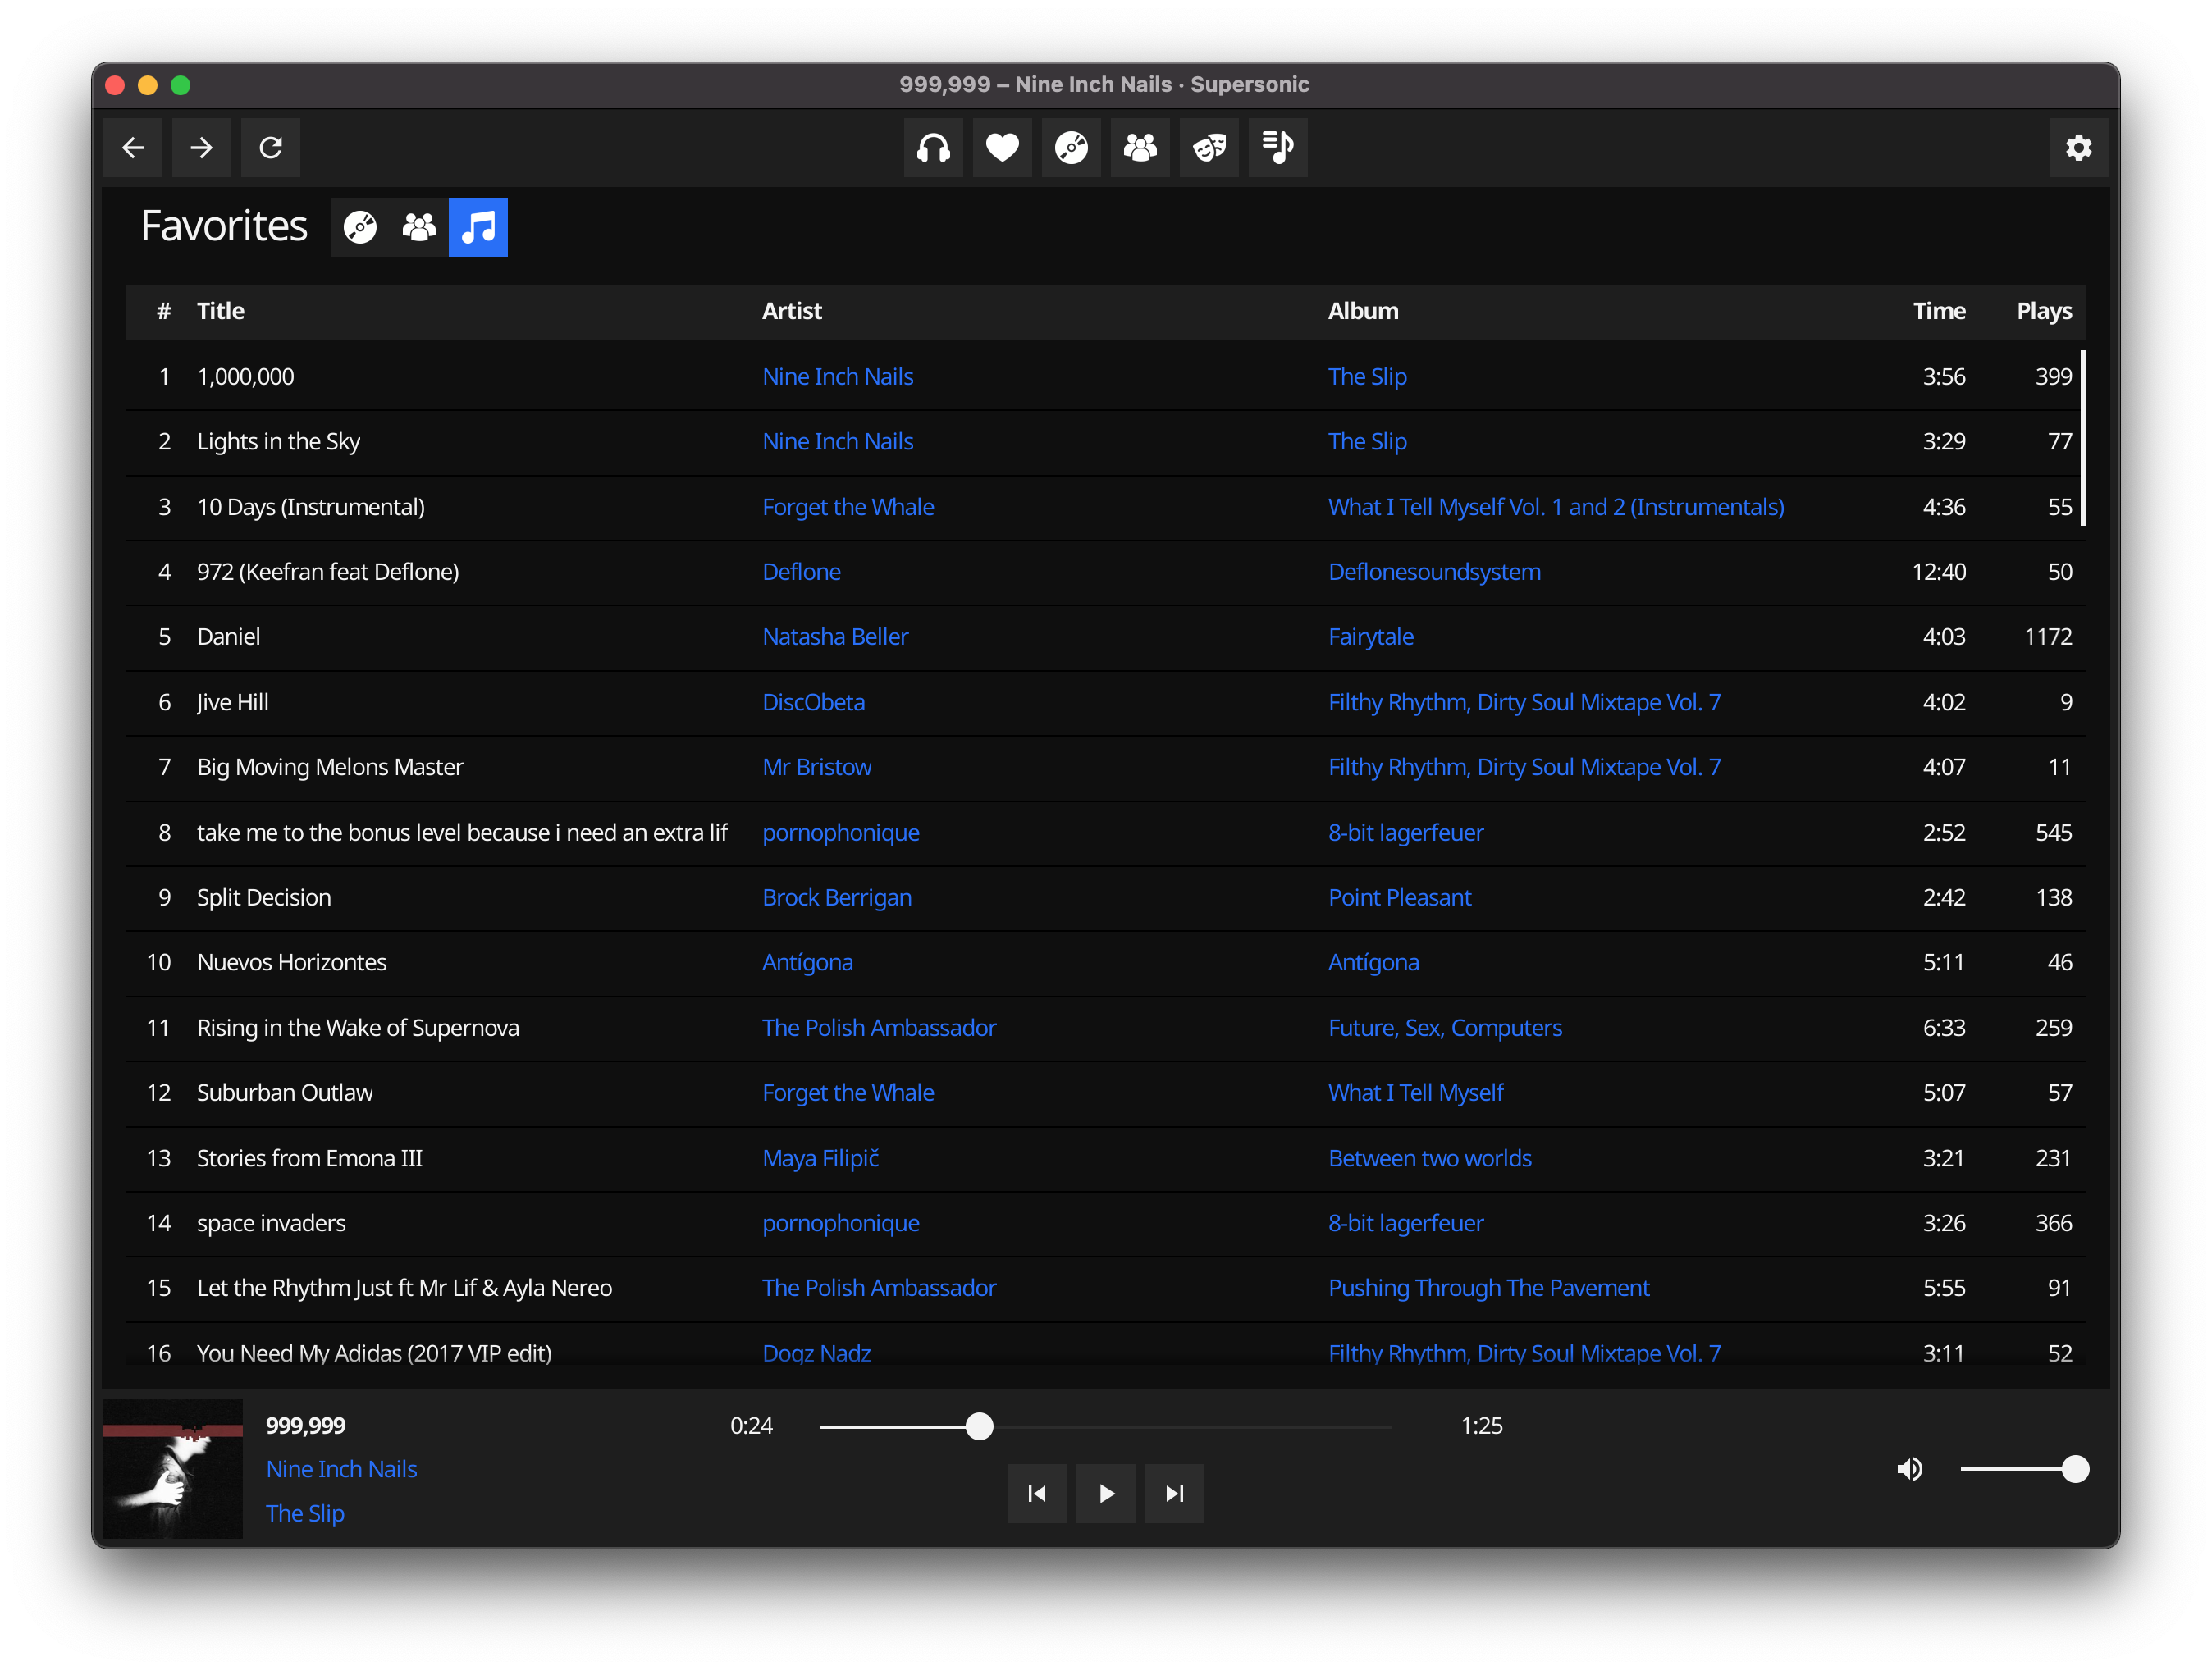 999,999 – Nine Inch Nails · Supersonic
Favorites
# Title Artist Album Time Plays
1 1,000,000 Nine Inch Nails The Slip 3:56 399
2 Lights in the Sky Nine Inch Nails The Slip 3:29 77
3 10 Days (Instrumental) Forget the Whale What I Tell Myself Vol. 1 and 2 (Instrumentals) 4:36 55
4 972 (Keefran feat Deflone) Deflone Deflonesoundsystem 12:40 50
5 Daniel Natasha Beller Fairytale 4:03 1172
6 Jive Hill DiscObeta Filthy Rhythm, Dirty Soul Mixtape Vol. 7 4:02 9
7 Big Moving Melons Master Mr Bristow Filthy Rhythm, Dirty Soul Mixtape Vol. 7 4:07 11
8 take me to the bonus level because i need an extra lif pornophonique 8-bit lagerfeuer 2:52 545
9 Split Decision Brock Berrigan Point Pleasant 2:42 138
10 Nuevos Horizontes Antígona Antígona 5:11 46
11 Rising in the Wake of Supernova The Polish Ambassador Future, Sex, Computers 6:33 259
12 Suburban Outlaw Forget the Whale What I Tell Myself 5:07 57
13 Stories from Emona III Maya Filipič Between two worlds 3:21 231
14 space invaders pornophonique 8-bit lagerfeuer 3:26 366
15 Let the Rhythm Just ft Mr Lif & Ayla Nereo The Polish Ambassador Pushing Through The Pavement 5:55 91
16 You Need My Adidas (2017 VIP edit) Dogz Nadz Filthy Rhythm, Dirty Soul Mixtape Vol. 7 3:11 52
999,999
0:24 1:25
Nine Inch Nails
The Slip